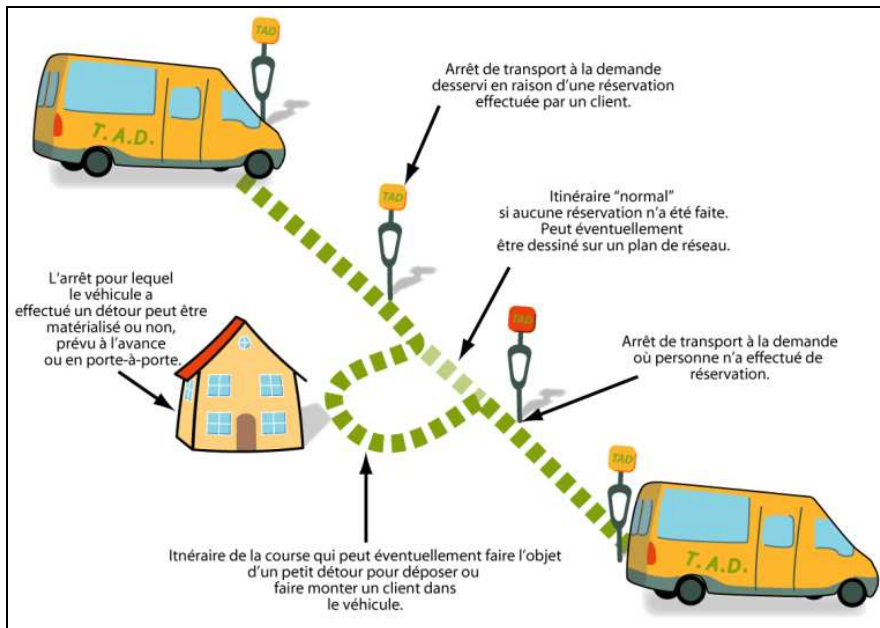 TAD
T.A.D.
Arrêt de transport à la demande
desservi en raison d'une réservation
effectuée par un client.
TAD
Itinéraire "normal"
si aucune réservation n'a été faite.
Peut éventuellement
être dessiné sur un plan de réseau.
L'arrêt pour lequel
le véhicule a
effectué un détour peut être
matérialisé ou non,
prévu à l'avance
ou en porte-à-porte.
TAD
Arrêt de transport à la demande
où personne n'a effectué de
réservation.
TAD
T.A.D.
Itnéraire de la course qui peut éventuellement faire l'objet
d'un petit détour pour déposer ou
faire monter un client dans
le véhicule.